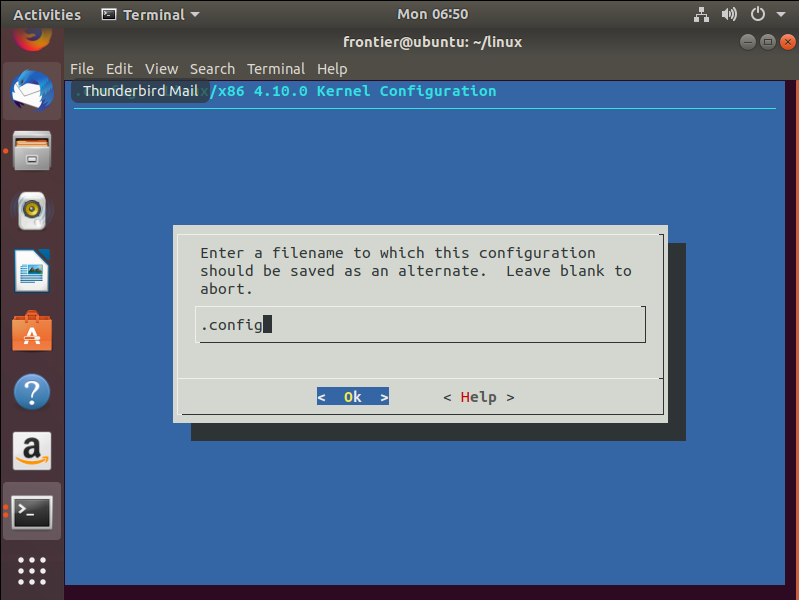 Activities Terminal Mon 06:50
frontier@ubuntu: ~/linux
File Edit View Search Terminal Help
Thunderbird Mail
/x86 4.10.0 Kernel Configuration
Enter a filename to which this configuration
should be saved as an alternate.  Leave blank to
abort.
.config
< Ok > < Help >